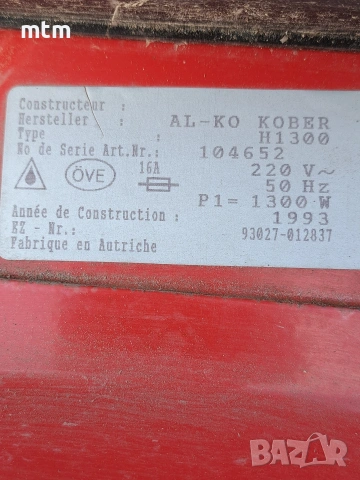 mtm
Constructeur :
Hersteller : AL-KO KOBER
Type : H1300
No de Serie Art.Nr.: 104652
ÖVE 16A 220 V~
50 Hz
P1= 1300 W
Année de Construction : 1993
KZ - Nr.: 93027-012837
Fabrique en Autriche
BAZAR